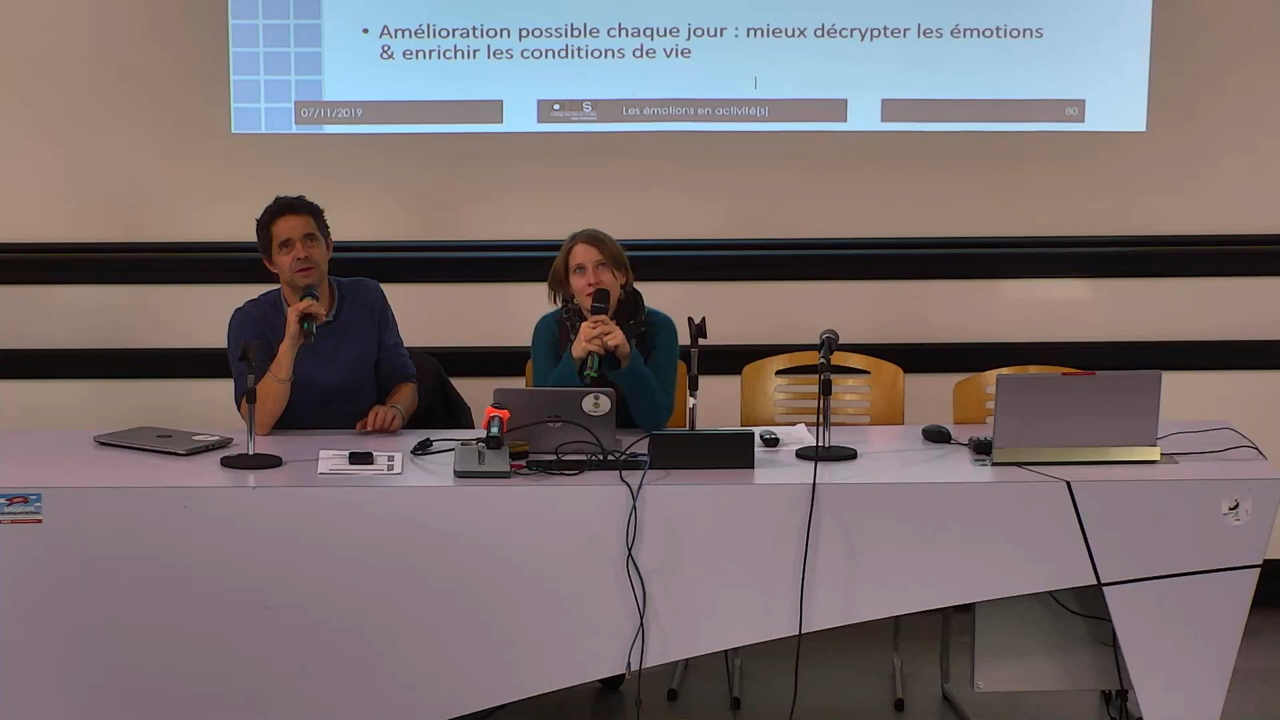 • Amélioration possible chaque jour : mieux décrypter les émotions
& enrichir les conditions de vie
07/11/2019
S
Les émotions en activité[s]
80